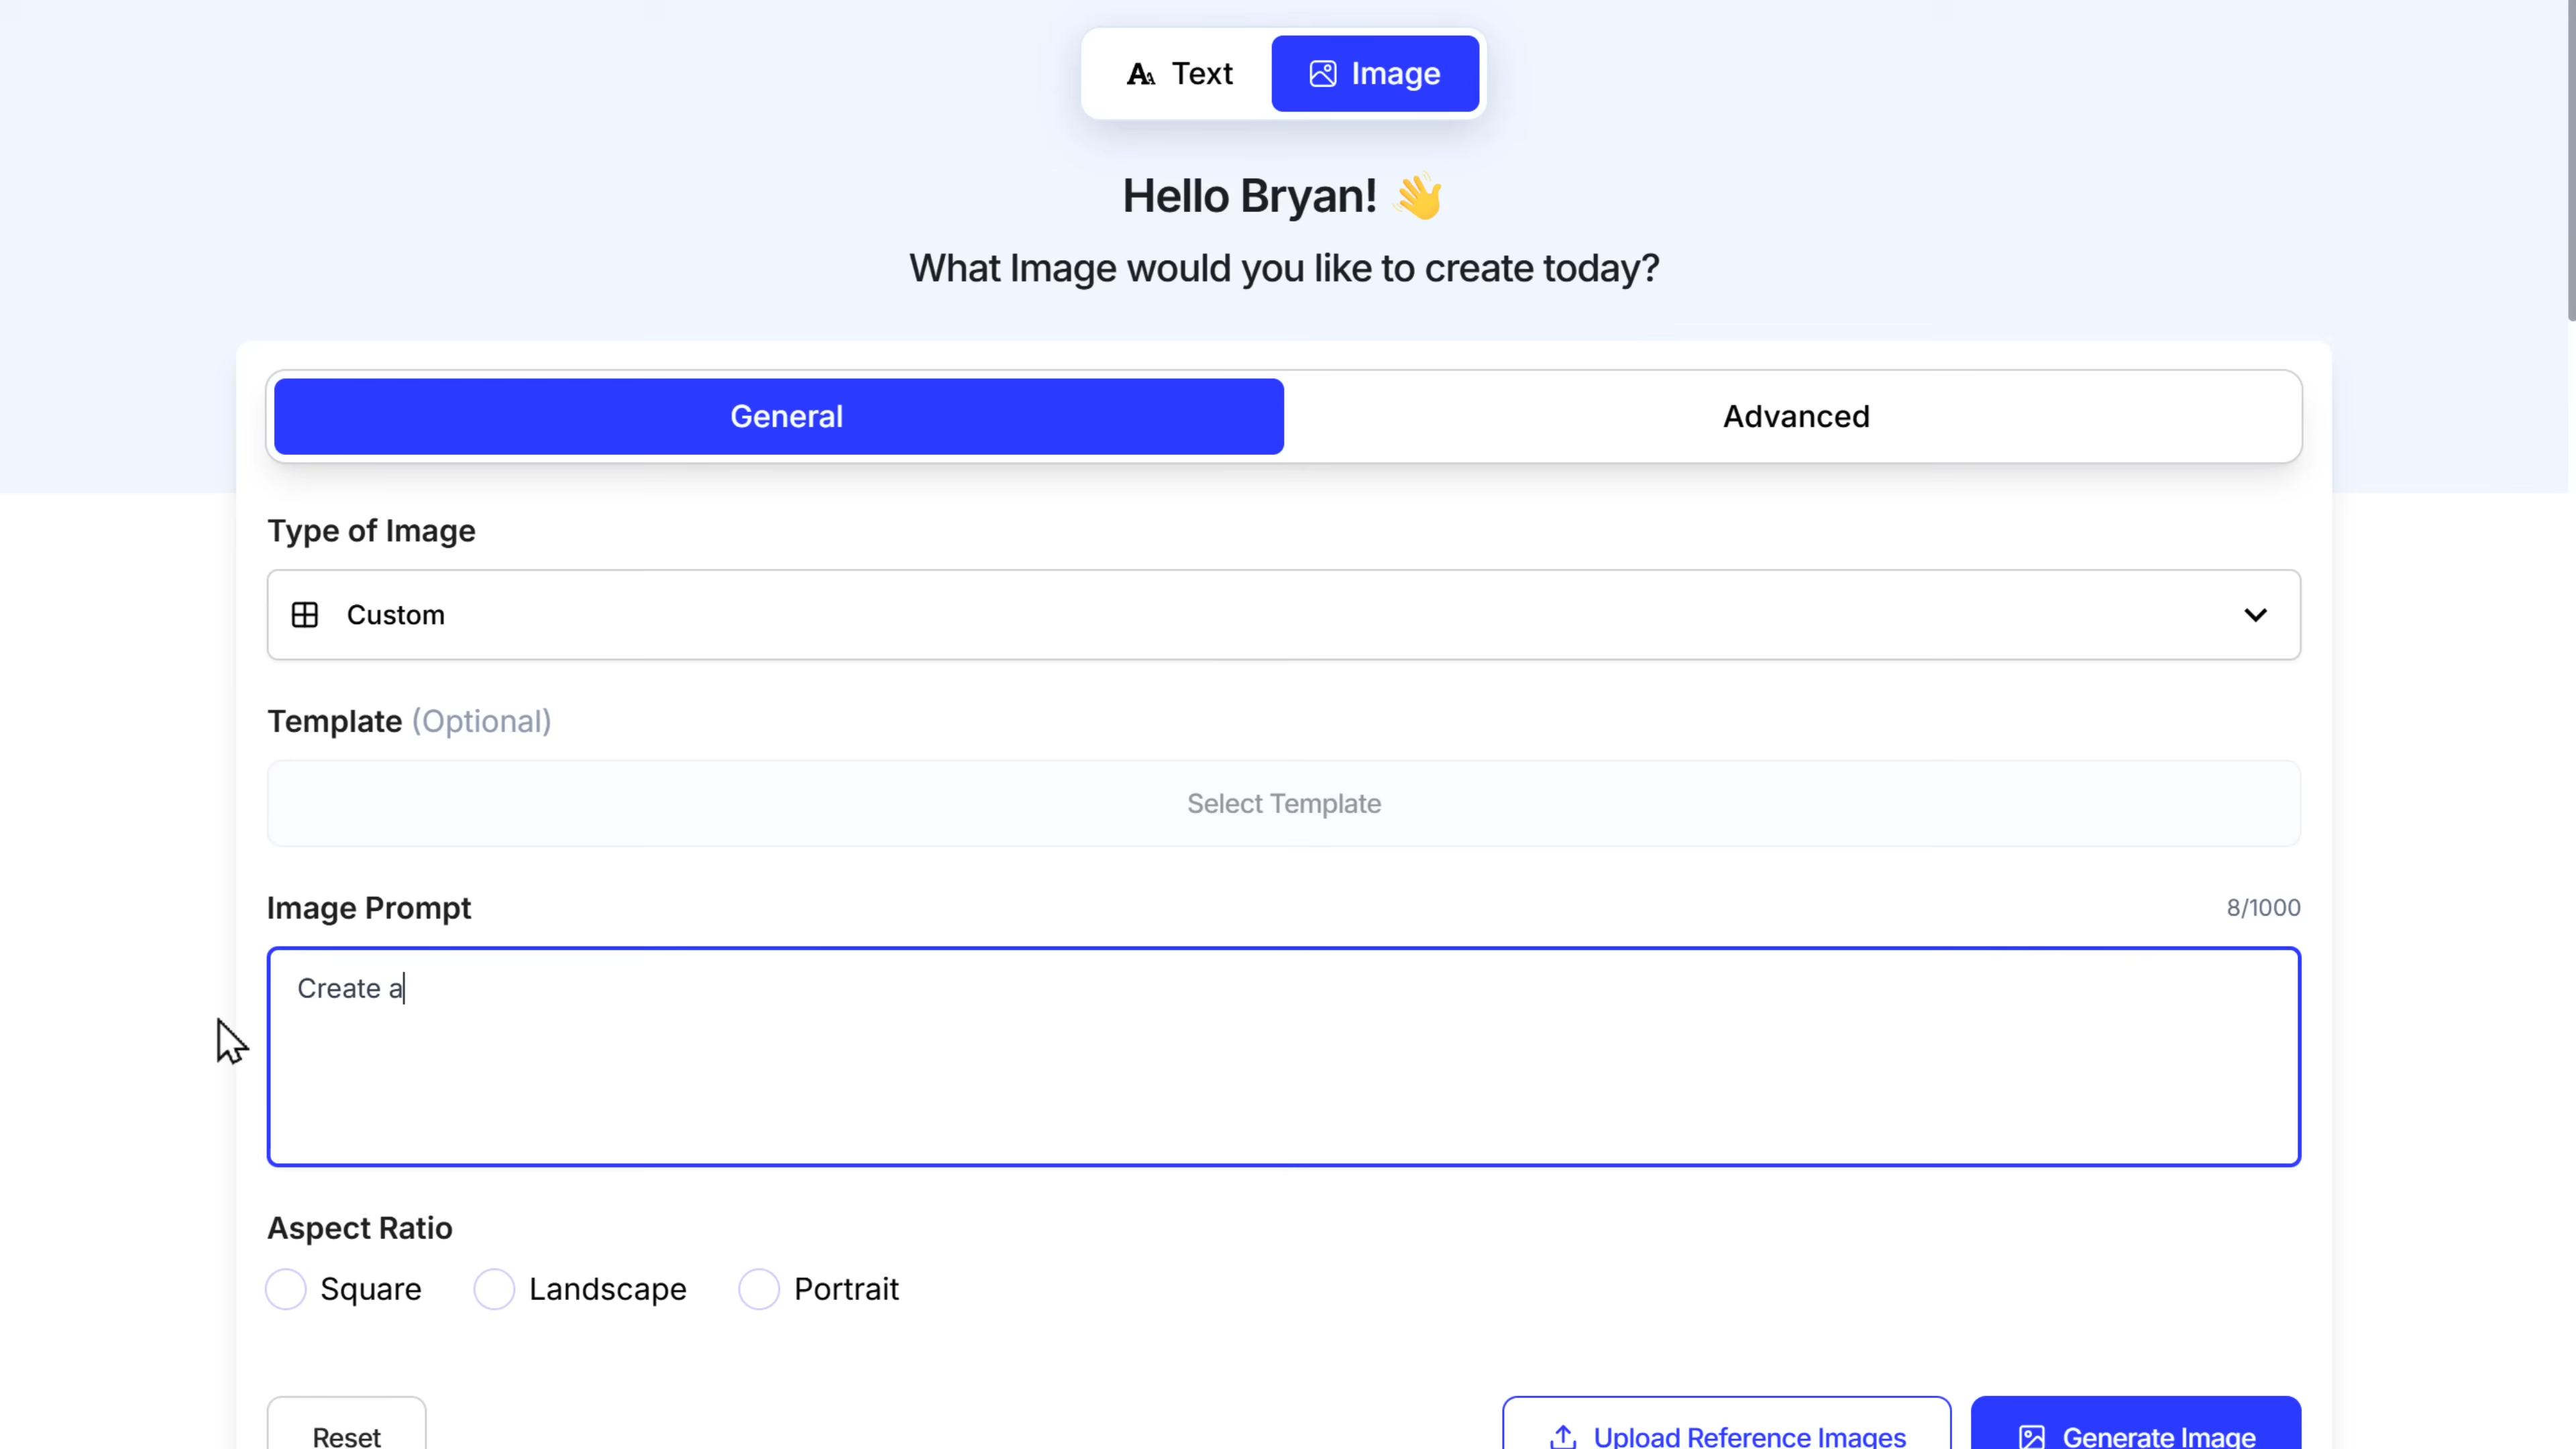 Text
Image
Hello Bryan! 👋
What Image would you like to create today?
General
Advanced
Type of Image
Custom
Template (Optional)
Select Template
Image Prompt
8/1000
Create a
Aspect Ratio
Square
Landscape
Portrait
Reset
Upload Reference Images
Generate Image